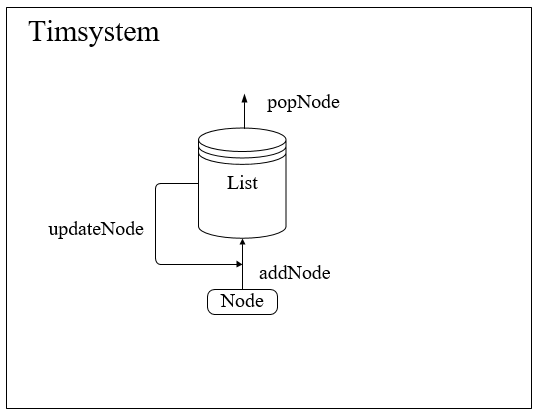 Timsystem
popNode
List
updateNode
addNode
Node